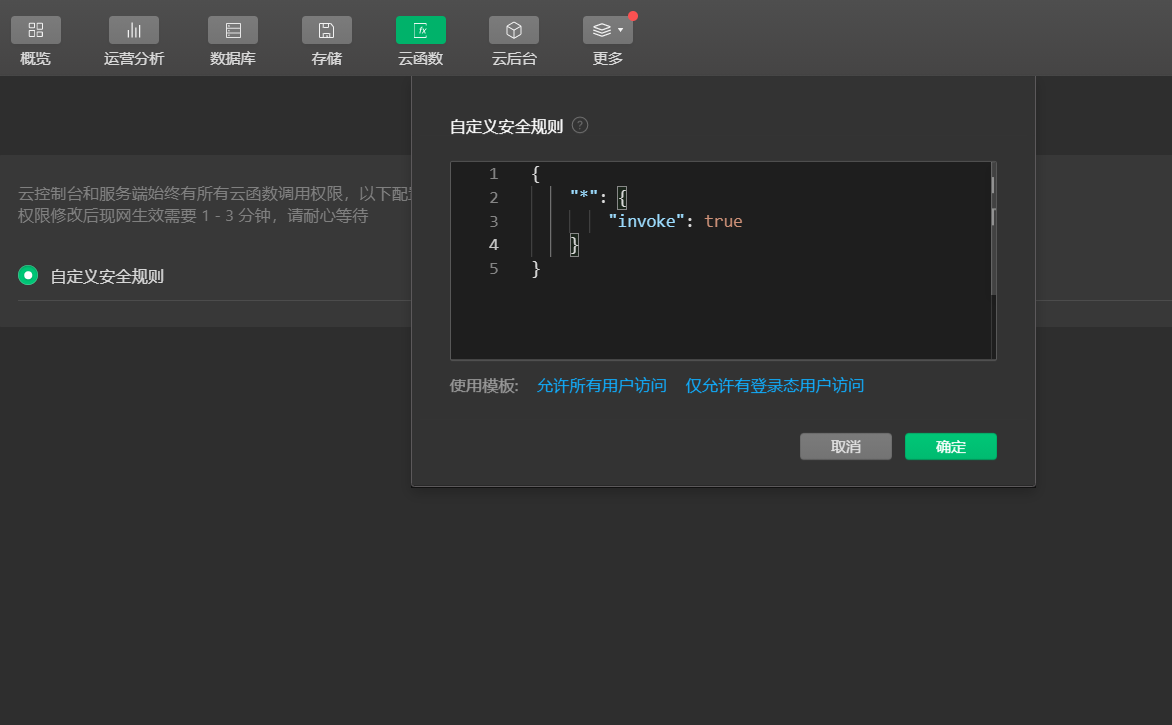 概览
运营分析
数据库
存储
云函数
云后台
更多
自定义安全规则
云控制台和服务端始终有所有云函数调用权限，以下配
权限修改后现网生效需要 1 - 3 分钟，请耐心等待
自定义安全规则
1 {
2 "*": {
3 "invoke": true
4 }
5 }
使用模板: 允许所有用户访问 仅允许有登录态用户访问
取消 确定